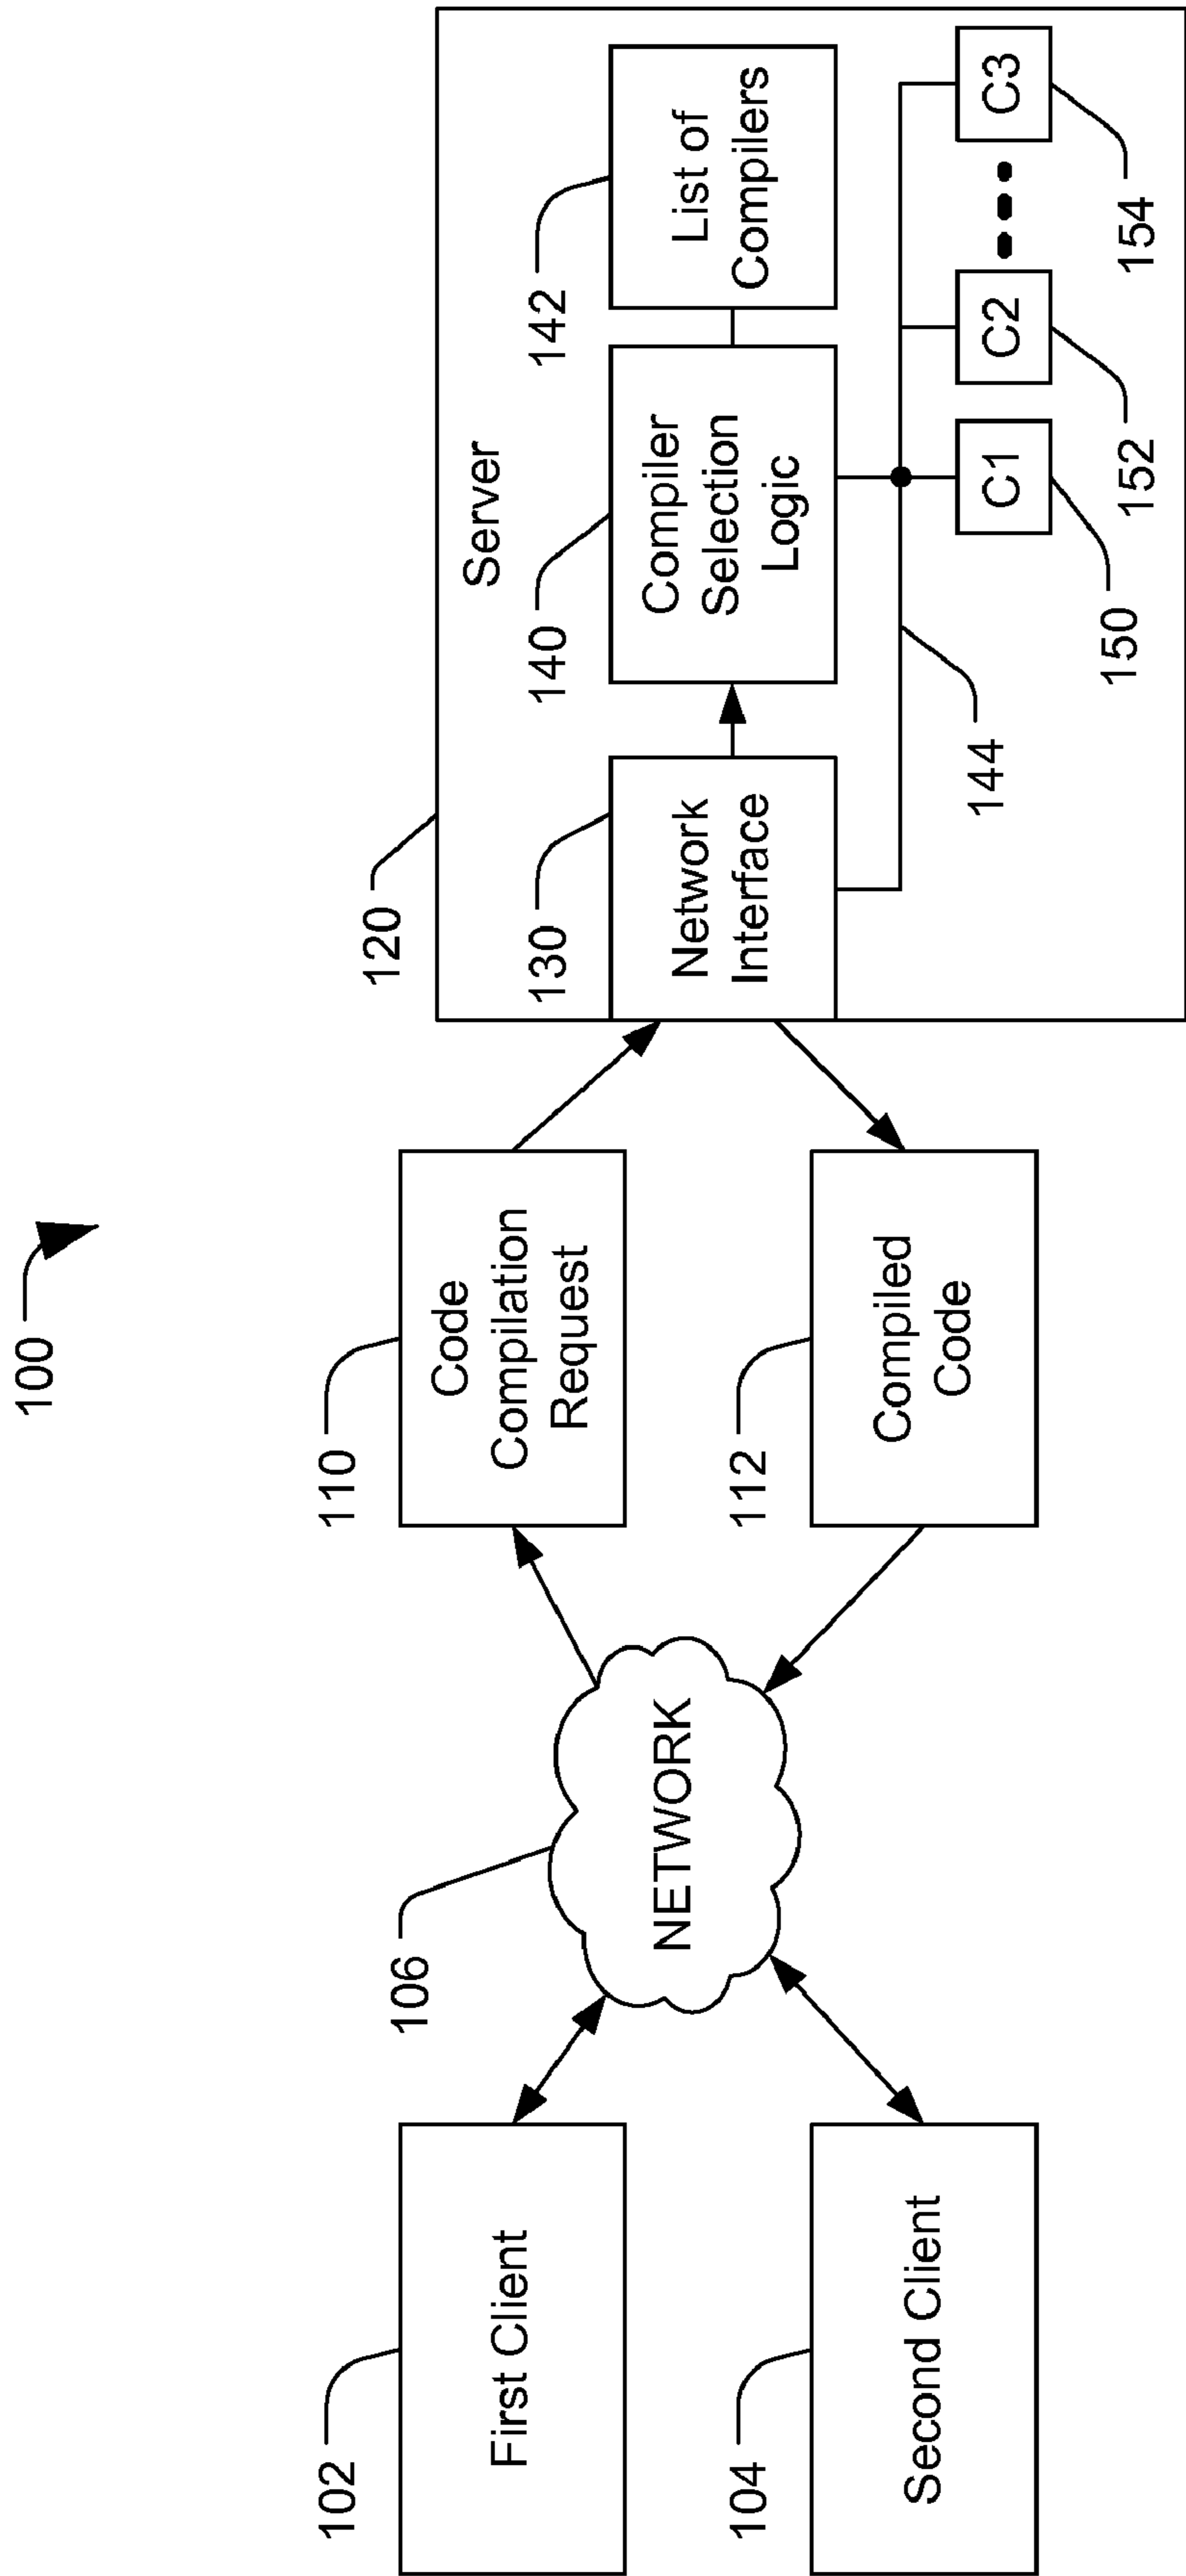 100
102
First Client
104
Second Client
106
NETWORK
110
Code
Compilation
Request
112
Compiled
Code
120
Server
130
Network
Interface
140
Compiler
Selection
Logic
142
List of
Compilers
144
C1
150
C2
152
C3
154